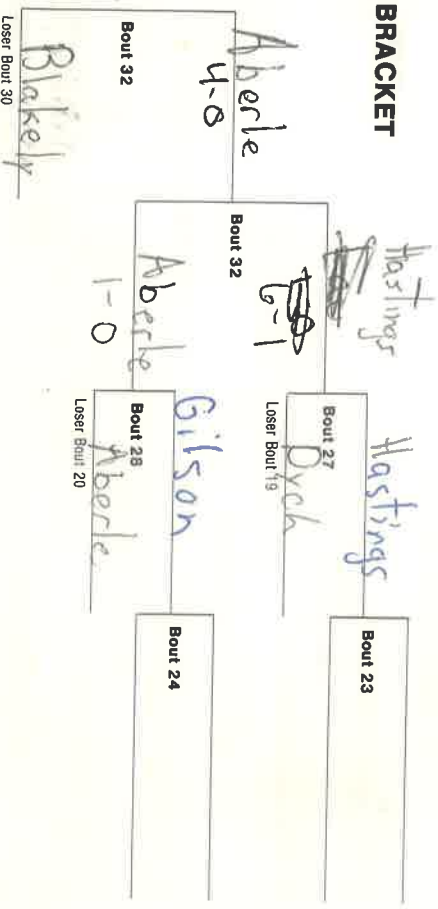 BRACKET
Hastings
6-1
Hastings
Bout 27
Dych
Loser Bout 19
Bout 23
Aberle
4-0
Bout 32
Bout 32
Blakely
Loser Bout 30
Aberle
1-0
Gilson
Bout 28
Aberle
Loser Bout 20
Bout 24